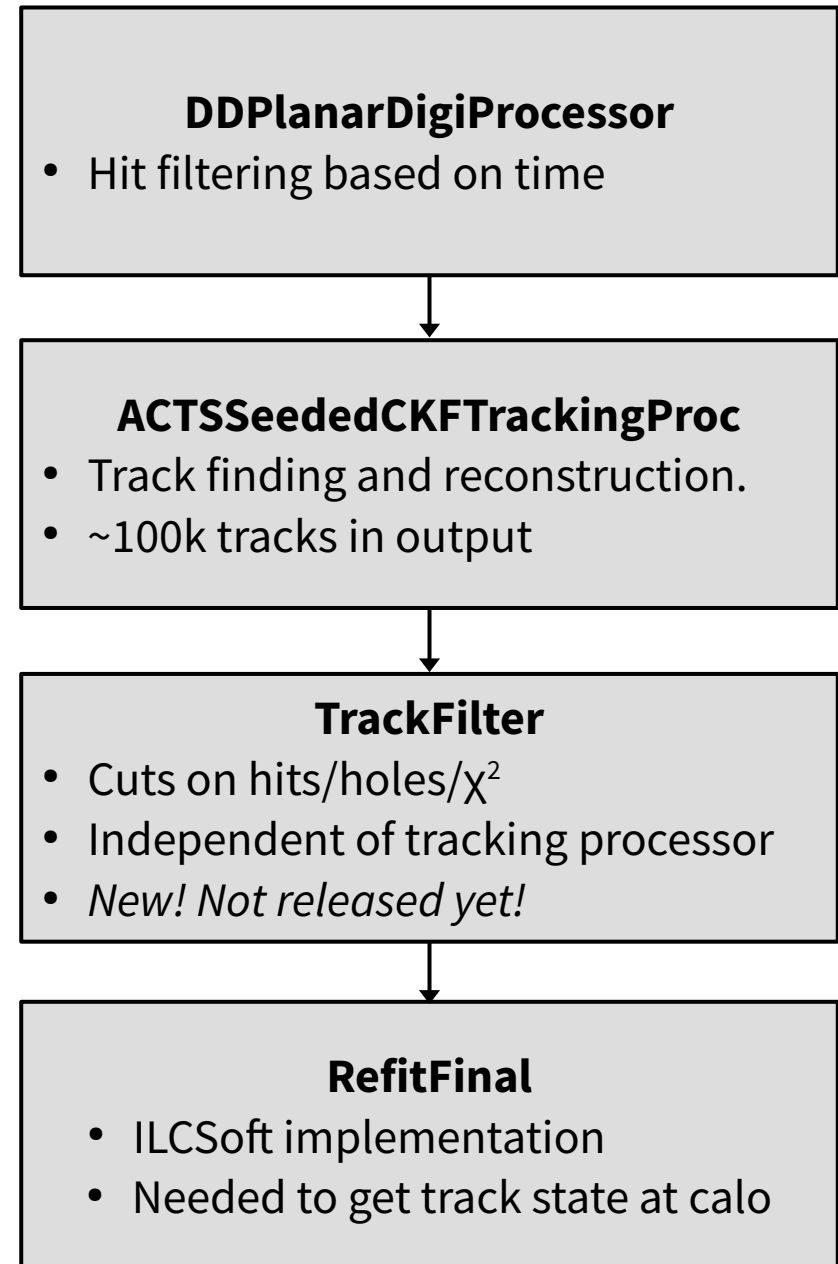 DDPlanarDigiProcessor
• Hit filtering based on time
ACTSSeededCKFTrackingProc
• Track finding and reconstruction.
• ~100k tracks in output
TrackFilter
• Cuts on hits/holes/χ²
• Independent of tracking processor
• New! Not released yet!
RefitFinal
• ILCSoft implementation
• Needed to get track state at calo